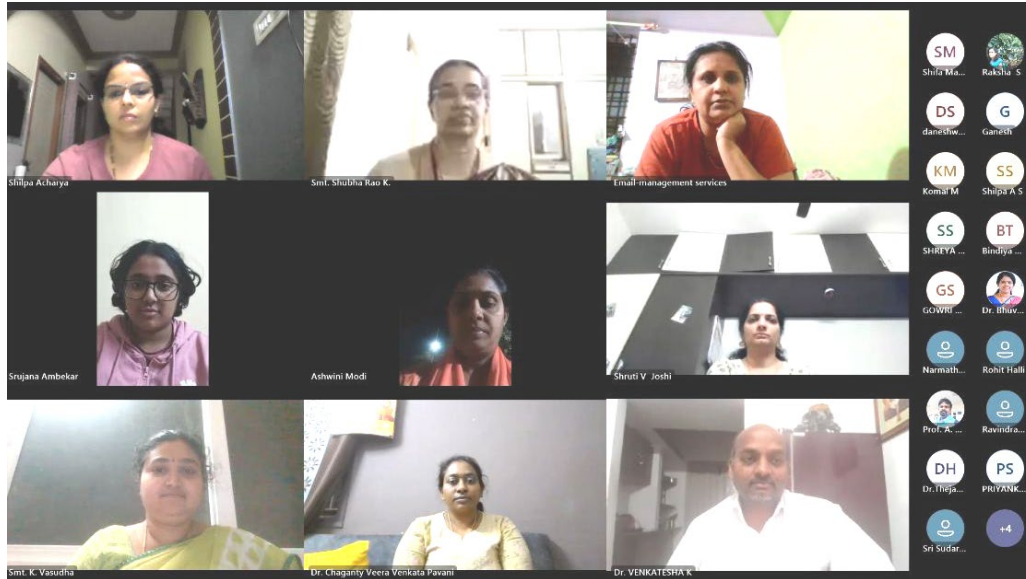 Shilpa Acharya
Smt. Shubha Rao K.
Email-management services
Srujana Ambekar
Ashwini Modi
Shruti V Joshi
Smt. K. Vasudha
Dr. Chaganty Veera Venkata Pavani
Dr. VENKATESHA K
SM
Shila Ma...
Raksha S
DS
daneshw...
G
Ganesh
KM
Komal M
SS
Shilpa A S
SS
SHREYA ...
BT
Bindiya ...
GS
GOWRI ...
Dr. Bhuv...
Narmath...
Rohit Halli
Prof. A. ...
Ravindra...
DH
Dr.Theja...
PS
PRIYANK...
Sri Sudar...
+4